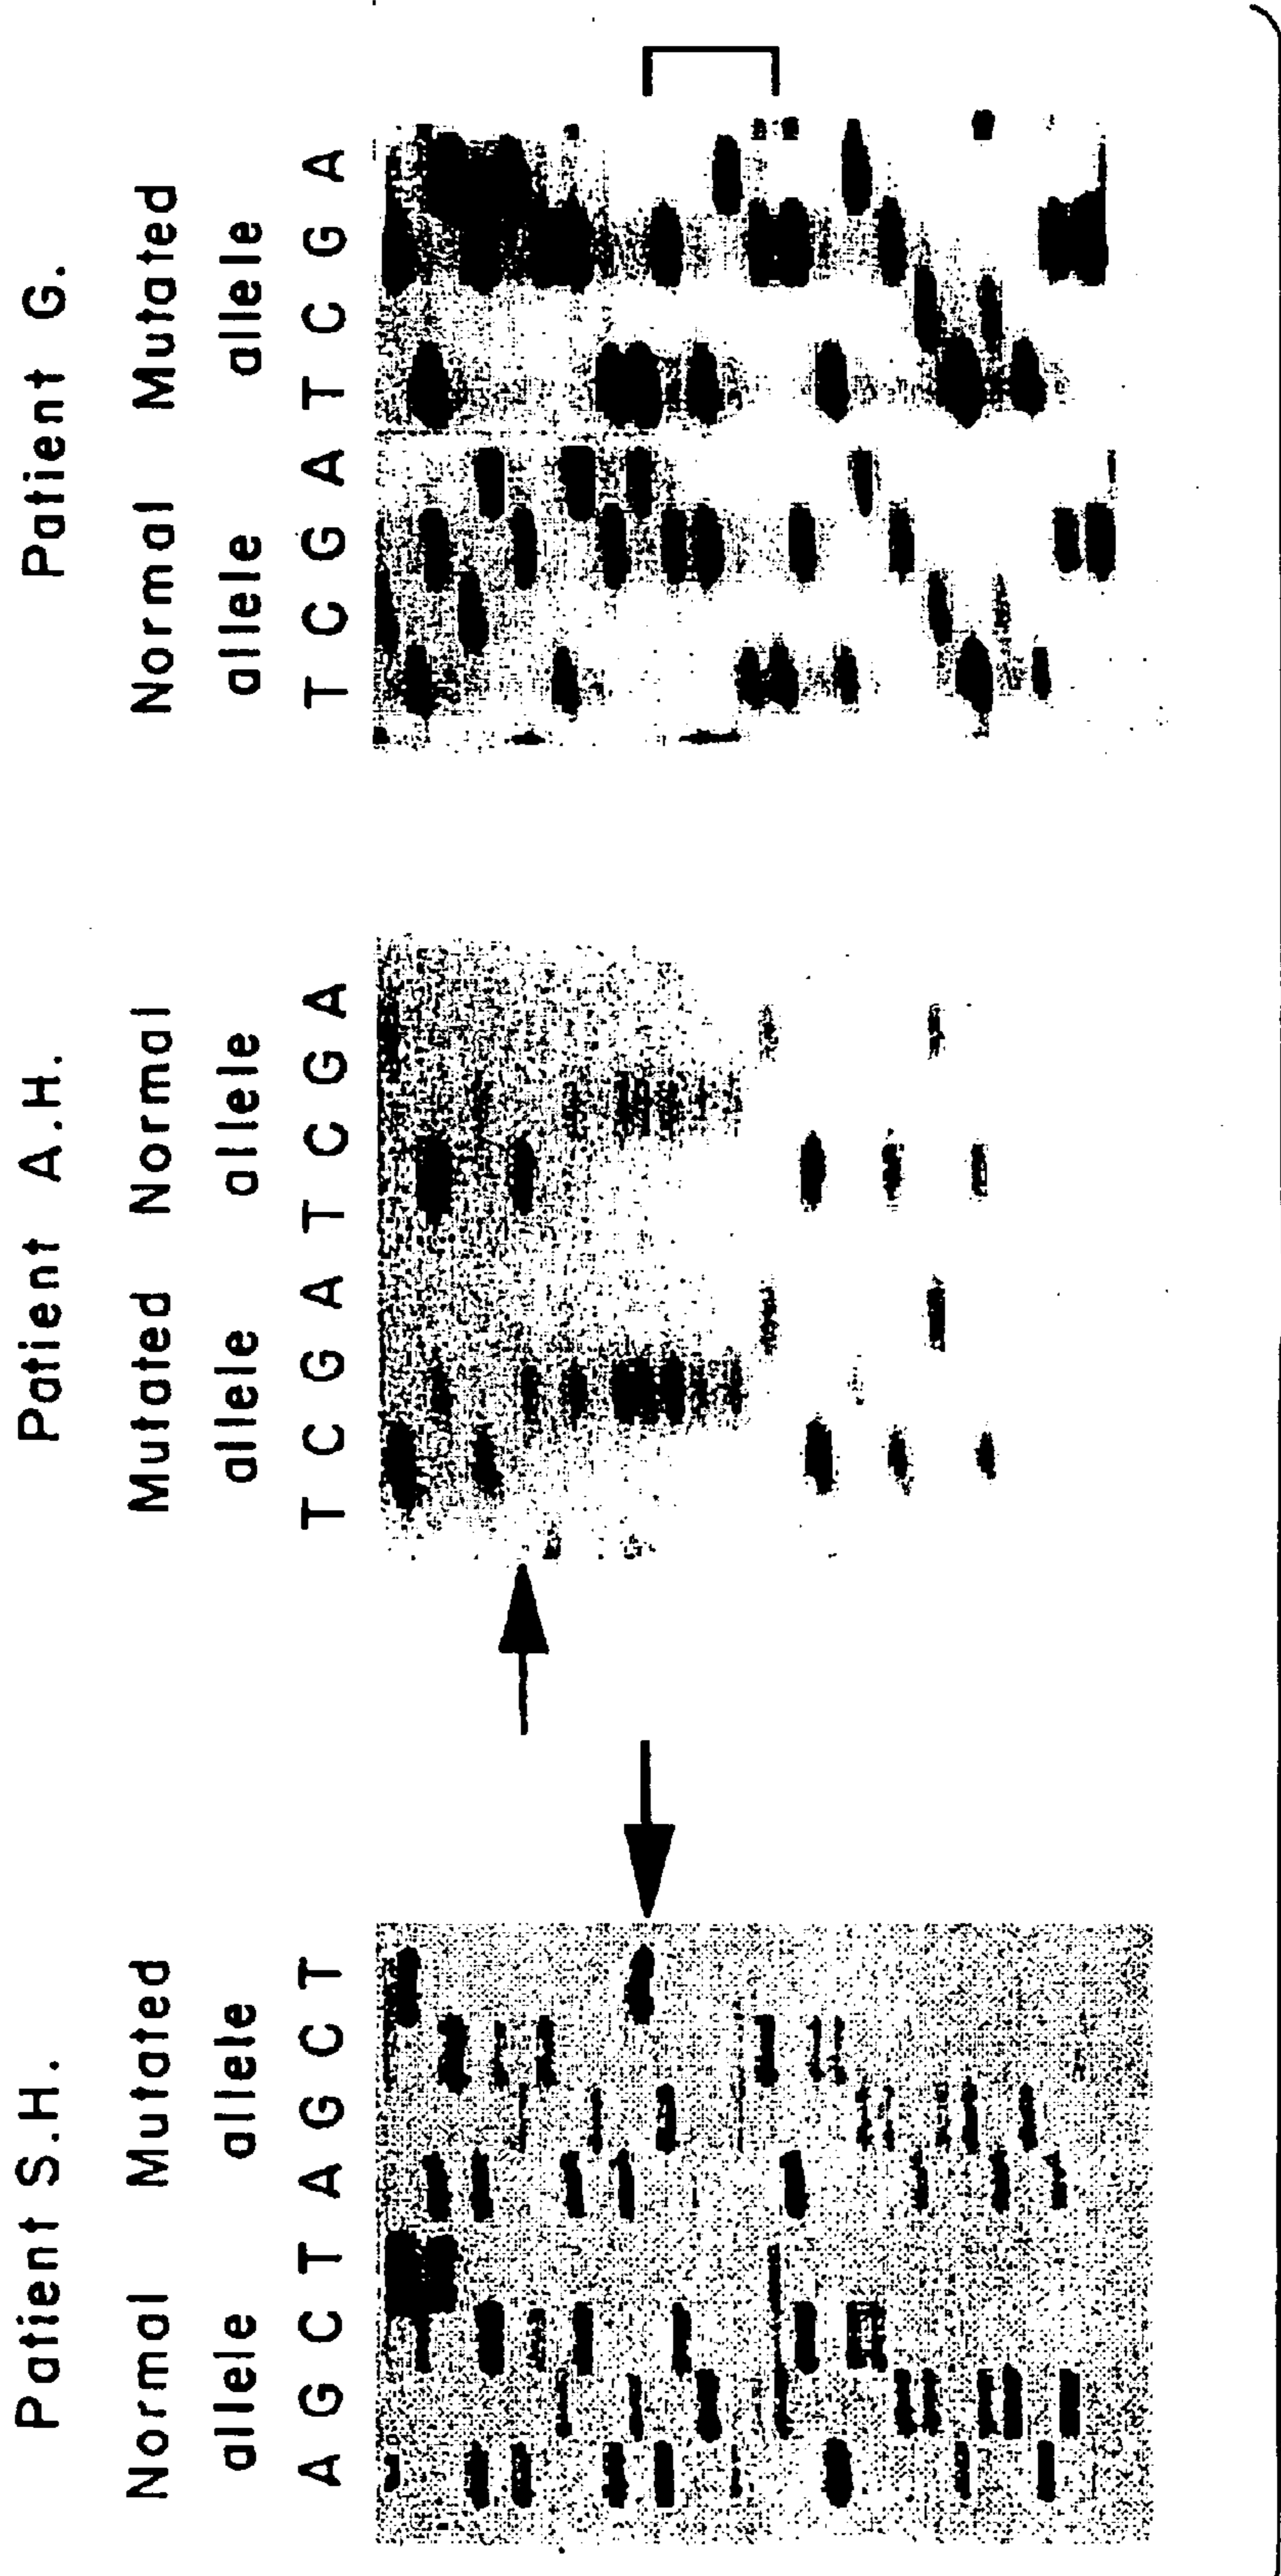 Patient S.H. Patient A.H. Patient G.
Normal Mutated Mutated Normal Normal Mutated
allele allele allele allele allele allele
A G C T A G C T T C G A T C G A T C G A T C G A